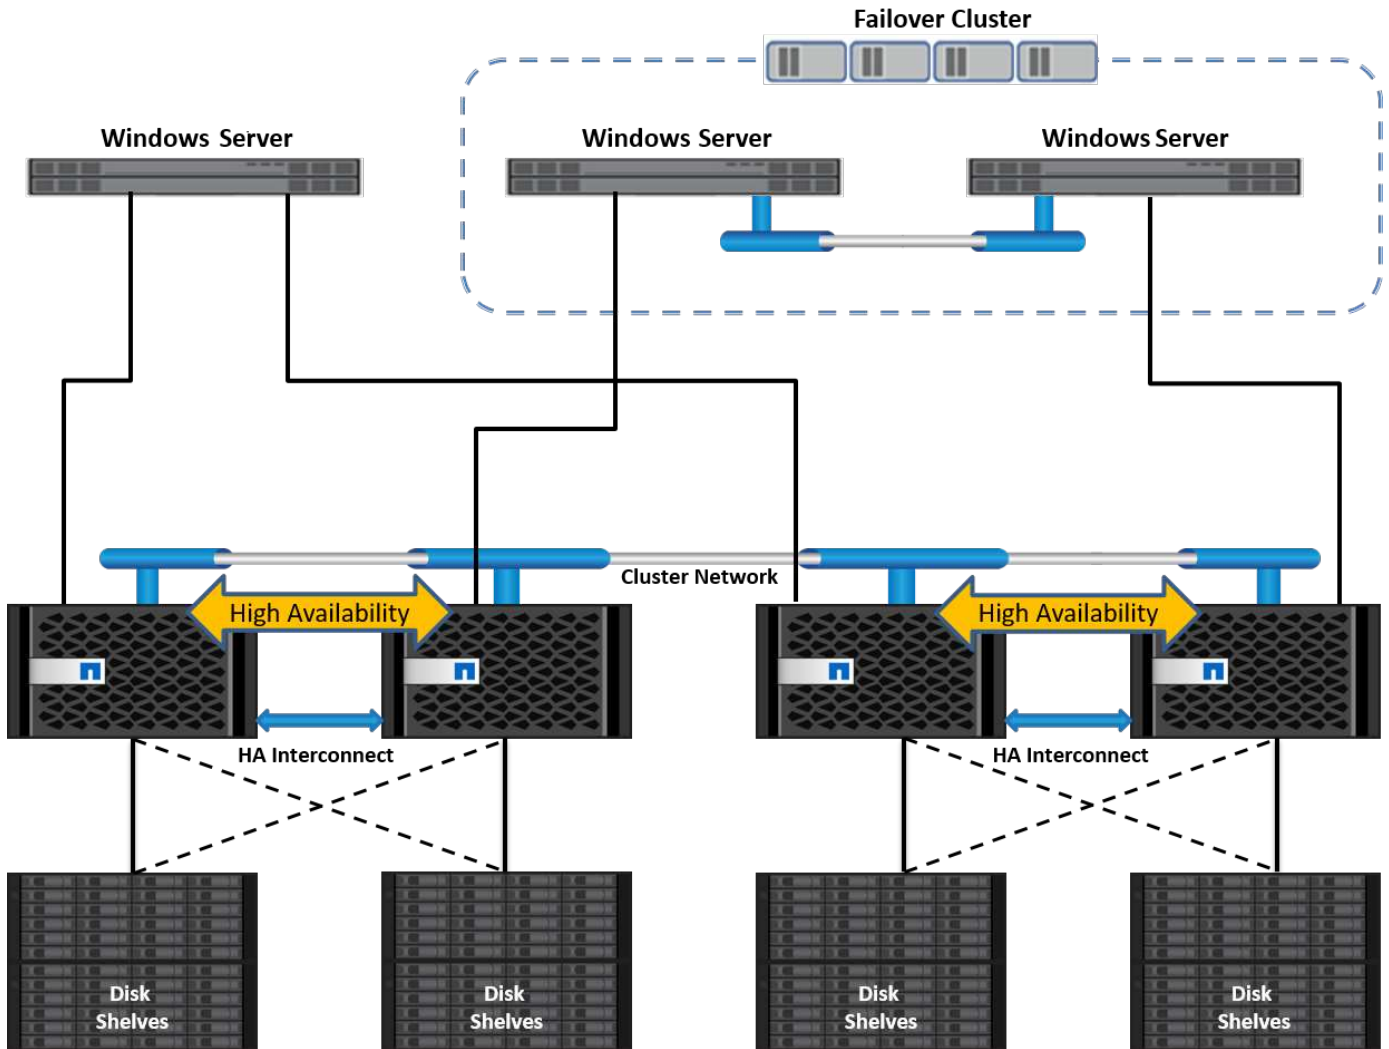 Failover Cluster
Windows Server
Windows Server
Windows Server
Cluster Network
High Availability
High Availability
HA Interconnect
HA Interconnect
Disk
Shelves
Disk
Shelves
Disk
Shelves
Disk
Shelves